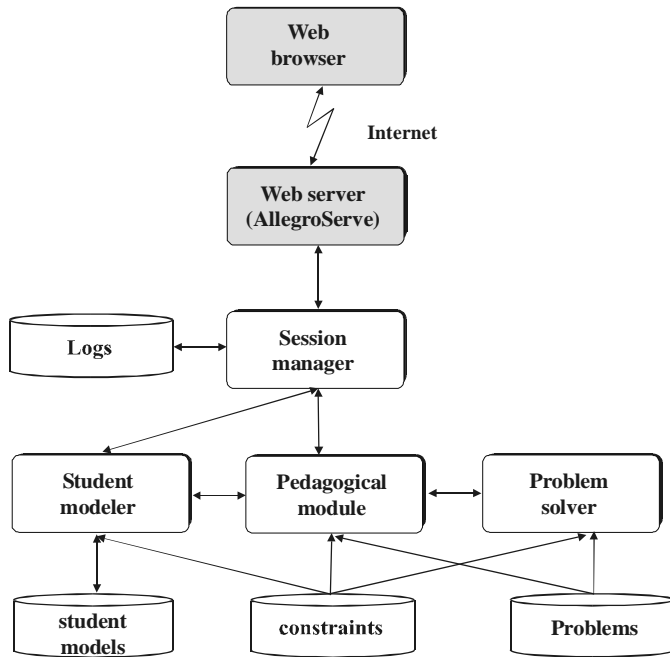 Web
browser
Internet
Web server
(AllegroServe)
Logs
Session
manager
Student
modeler
Pedagogical
module
Problem
solver
student
models
constraints
Problems